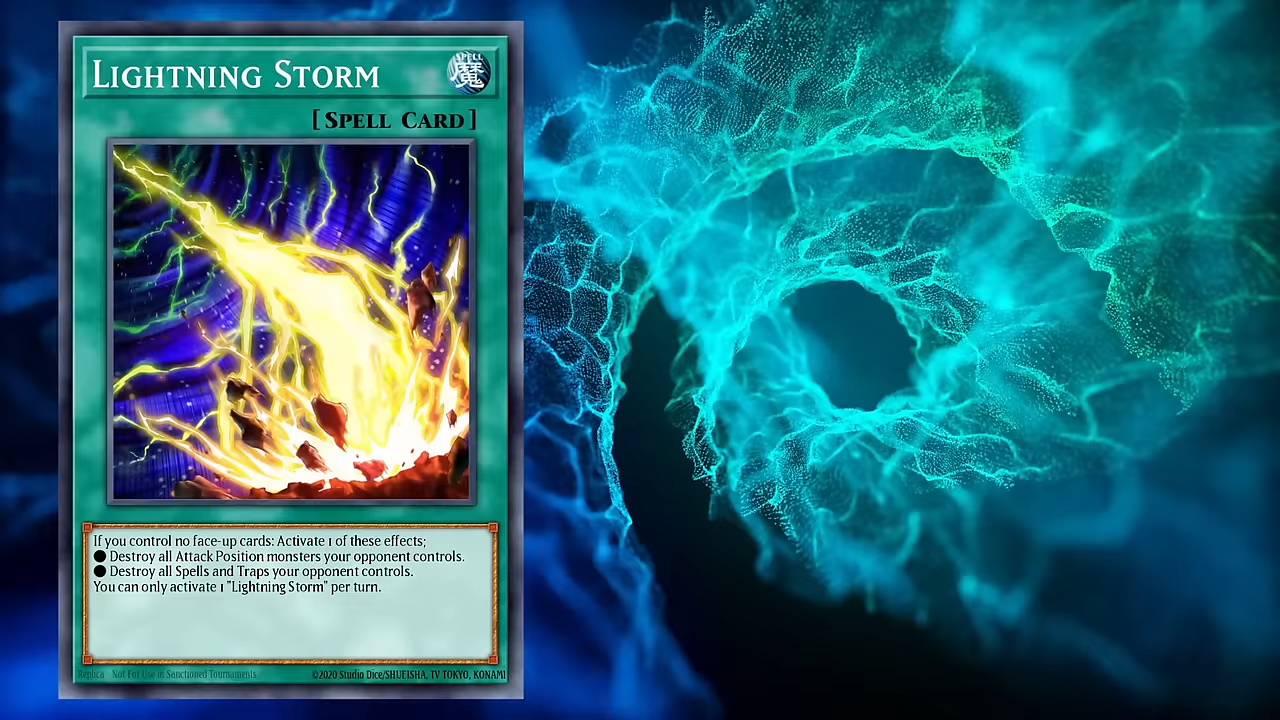 Lightning Storm
SPELL
魔
[Spell Card]
If you control no face-up cards: Activate 1 of these effects;
● Destroy all Attack Position monsters your opponent controls.
● Destroy all Spells and Traps your opponent controls.
You can only activate 1 "Lightning Storm" per turn.
Replica Not For Use in Sanctioned Tournaments ©2020 Studio Dice/SHUEISHA, TV TOKYO, KONAMI